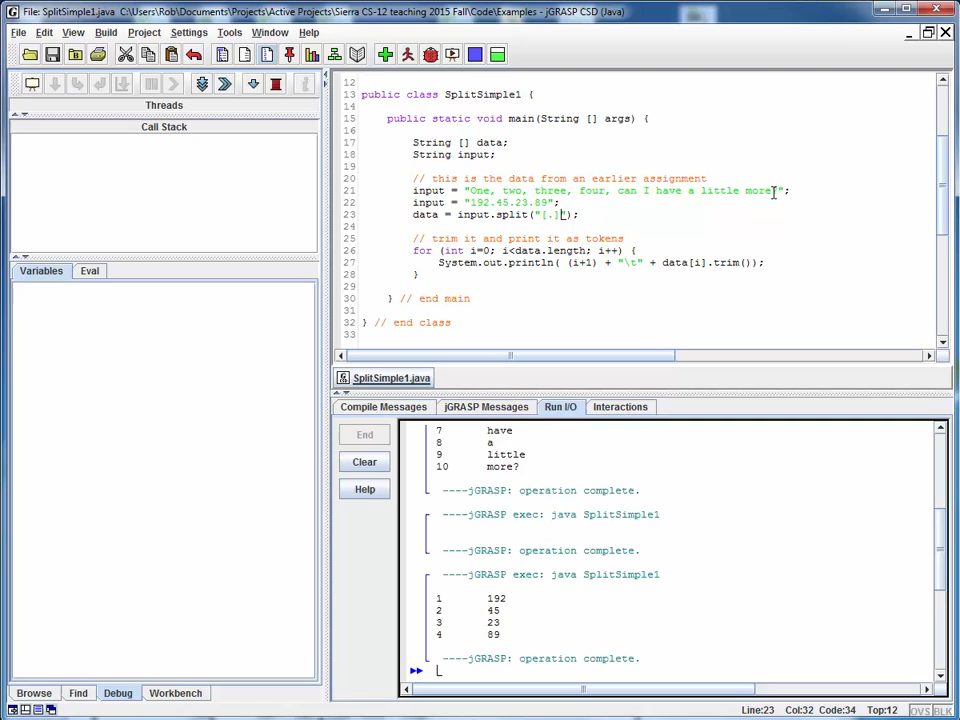 File: SplitSimple1.java  C:\Users\Rob\Documents\Projects\Active Projects\Sierra CS-12 teaching 2015 Fall\Code\Examples - jGRASP CSD (Java)
File Edit View Build Project Settings Tools Window Help
Threads
Call Stack
Variables Eval
Browse Find Debug Workbench
12
13 public class SplitSimple1 {
14
15 public static void main(String [] args) {
16
17 String [] data;
18 String input;
19
20 // this is the data from an earlier assignment
21 input = "One, two, three, four, can I have a little more?";
22 input = "192.45.23.89";
23 data = input.split("[.]");
24
25 // trim it and print it as tokens
26 for (int i=0; i<data.length; i++) {
27 System.out.println( (i+1) + "\t" + data[i].trim());
28 }
29
30 } // end main
31
32 } // end class
33
SplitSimple1.java
Compile Messages jGRASP Messages Run I/O Interactions
End
Clear
Help
7 have
8 a
9 little
10 more?
----jGRASP: operation complete.
----jGRASP exec: java SplitSimple1
----jGRASP: operation complete.
----jGRASP exec: java SplitSimple1
1 192
2 45
3 23
4 89
----jGRASP: operation complete.
Line:23 Col:32 Code:34 Top:12 OVS BLK